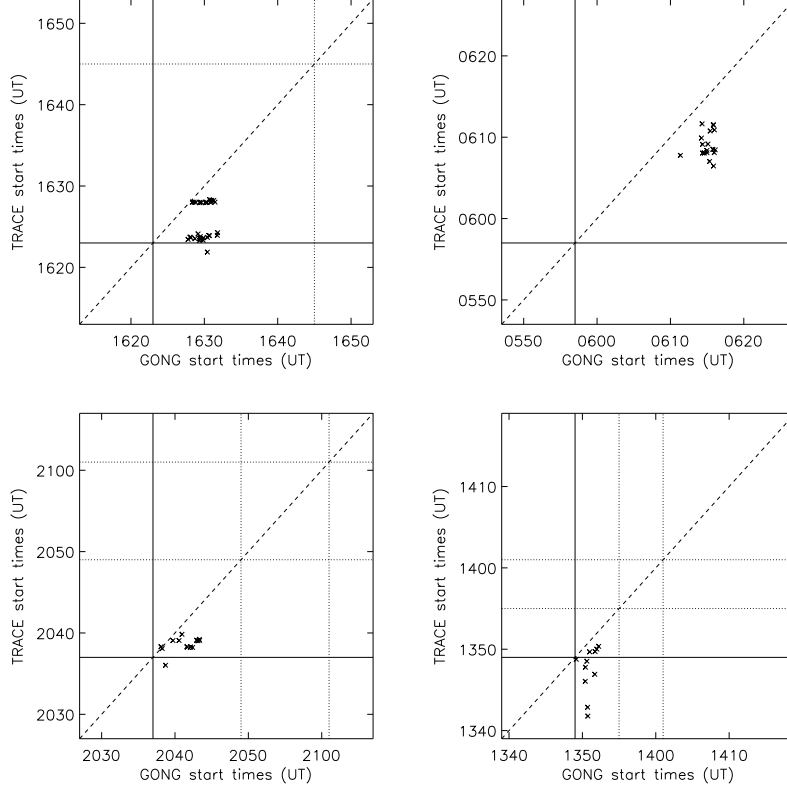 1650
1640
1630
1620
TRACE start times (UT)
1620 1630 1640 1650
GONG start times (UT)
0620
0610
0600
0550
TRACE start times (UT)
0550 0600 0610 0620
GONG start times (UT)
2100
2050
2040
2030
TRACE start times (UT)
2030 2040 2050 2100
GONG start times (UT)
1410
1400
1350
1340
TRACE start times (UT)
1340 1350 1400 1410
GONG start times (UT)